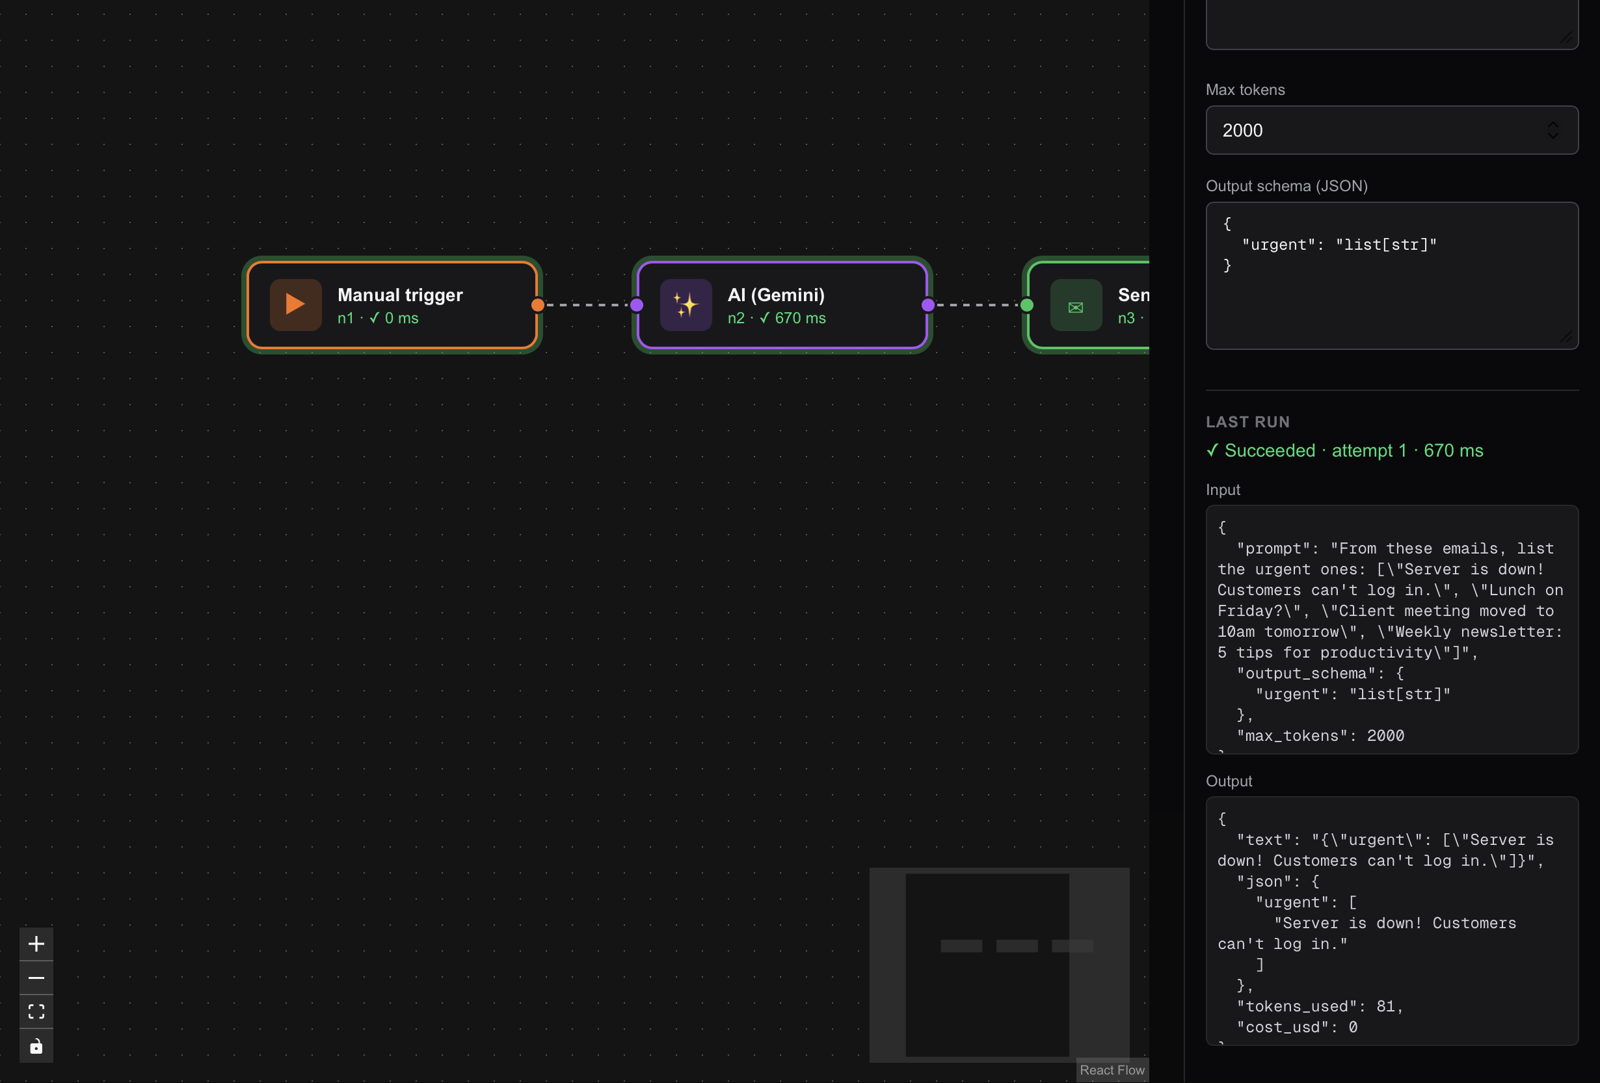 Manual trigger
n1 · ✓ 0 ms
AI (Gemini)
n2 · ✓ 670 ms
Sen
n3 ·
React Flow
Max tokens
2000
Output schema (JSON)
{
  "urgent": "list[str]"
}
LAST RUN
✓ Succeeded · attempt 1 · 670 ms
Input
{
  "prompt": "From these emails, list
the urgent ones: [\"Server is down!
Customers can't log in.\", \"Lunch on
Friday?\", \"Client meeting moved to
10am tomorrow\", \"Weekly newsletter:
5 tips for productivity\"]",
  "output_schema": {
    "urgent": "list[str]"
  },
  "max_tokens": 2000
Output
{
  "text": "{\"urgent\": [\"Server is
down! Customers can't log in.\"]}",
  "json": {
    "urgent": [
      "Server is down! Customers
can't log in."
    ]
  },
  "tokens_used": 81,
  "cost_usd": 0